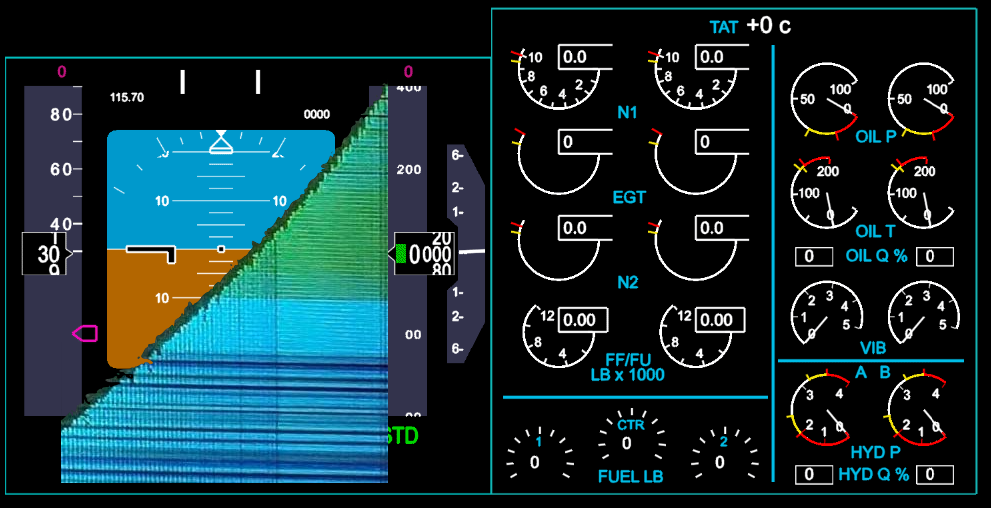 0
0
115.70
0000
80
60
40
30
9
10
10
10
400
200
00
20
0000
80
6
2
1
1
2
6
STD
TAT +0 c
10 8 6 4 2
0.0
10 8 6 4 2
0.0
N1
0
0
EGT
0.0
0.0
N2
12 8 4
0.00
12 8 4
0.00
FF/FU
LB x 1000
1
0
CTR
0
2
0
FUEL LB
100 50 0
100 50 0
OIL P
200 100 0
200 100 0
OIL T
0
OIL Q %
0
0 1 2 3 4 5
0 1 2 3 4 5
VIB
A B
4 3 2 1 0
4 3 2 1 0
HYD P
0
HYD Q %
0